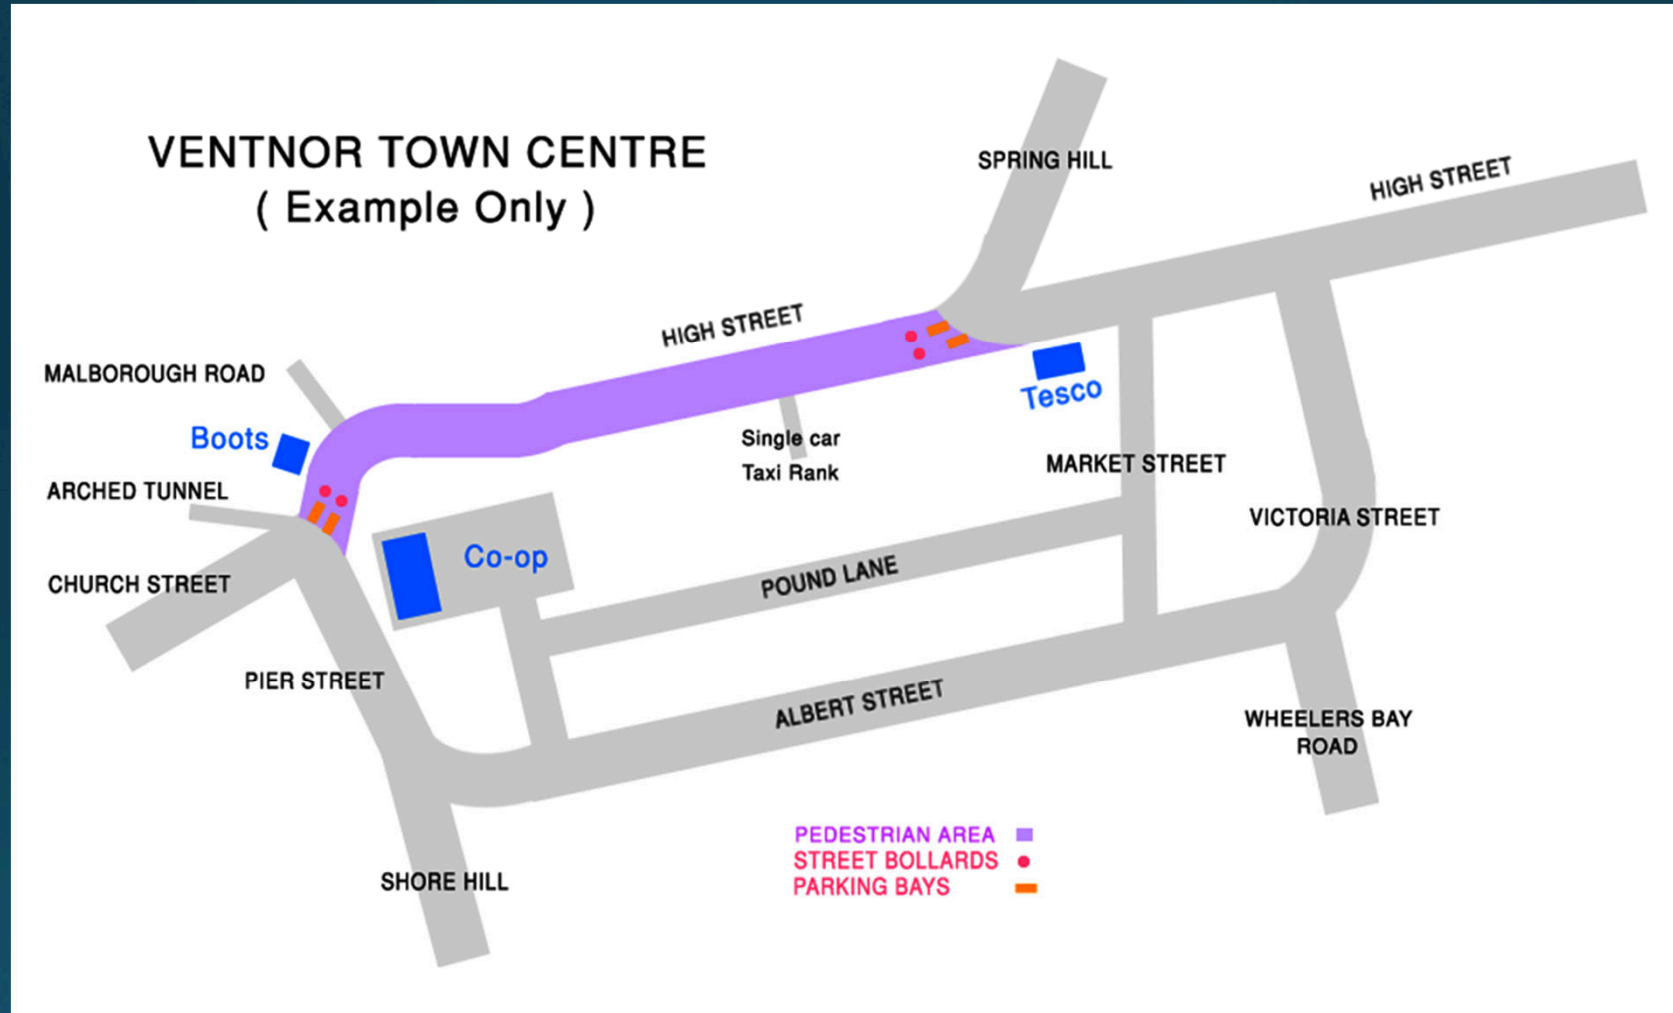 VENTNOR TOWN CENTRE
( Example Only )
SPRING HILL
HIGH STREET
HIGH STREET
MALBOROUGH ROAD
Boots
Tesco
Single car
Taxi Rank
MARKET STREET
ARCHED TUNNEL
VICTORIA STREET
Co-op
CHURCH STREET
POUND LANE
PIER STREET
ALBERT STREET
WHEELERS BAY
ROAD
PEDESTRIAN AREA
STREET BOLLARDS
PARKING BAYS
SHORE HILL